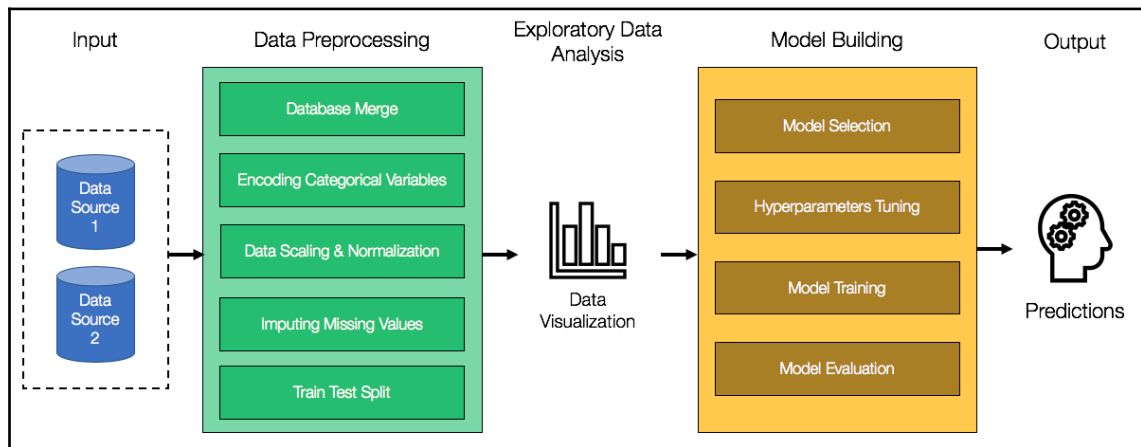 Input
Data Preprocessing
Exploratory Data
Analysis
Model Building
Output
Data
Source
1
Data
Source
2
Database Merge
Encoding Categorical Variables
Data Scaling & Normalization
Imputing Missing Values
Train Test Split
Data
Visualization
Model Selection
Hyperparameters Tuning
Model Training
Model Evaluation
Predictions